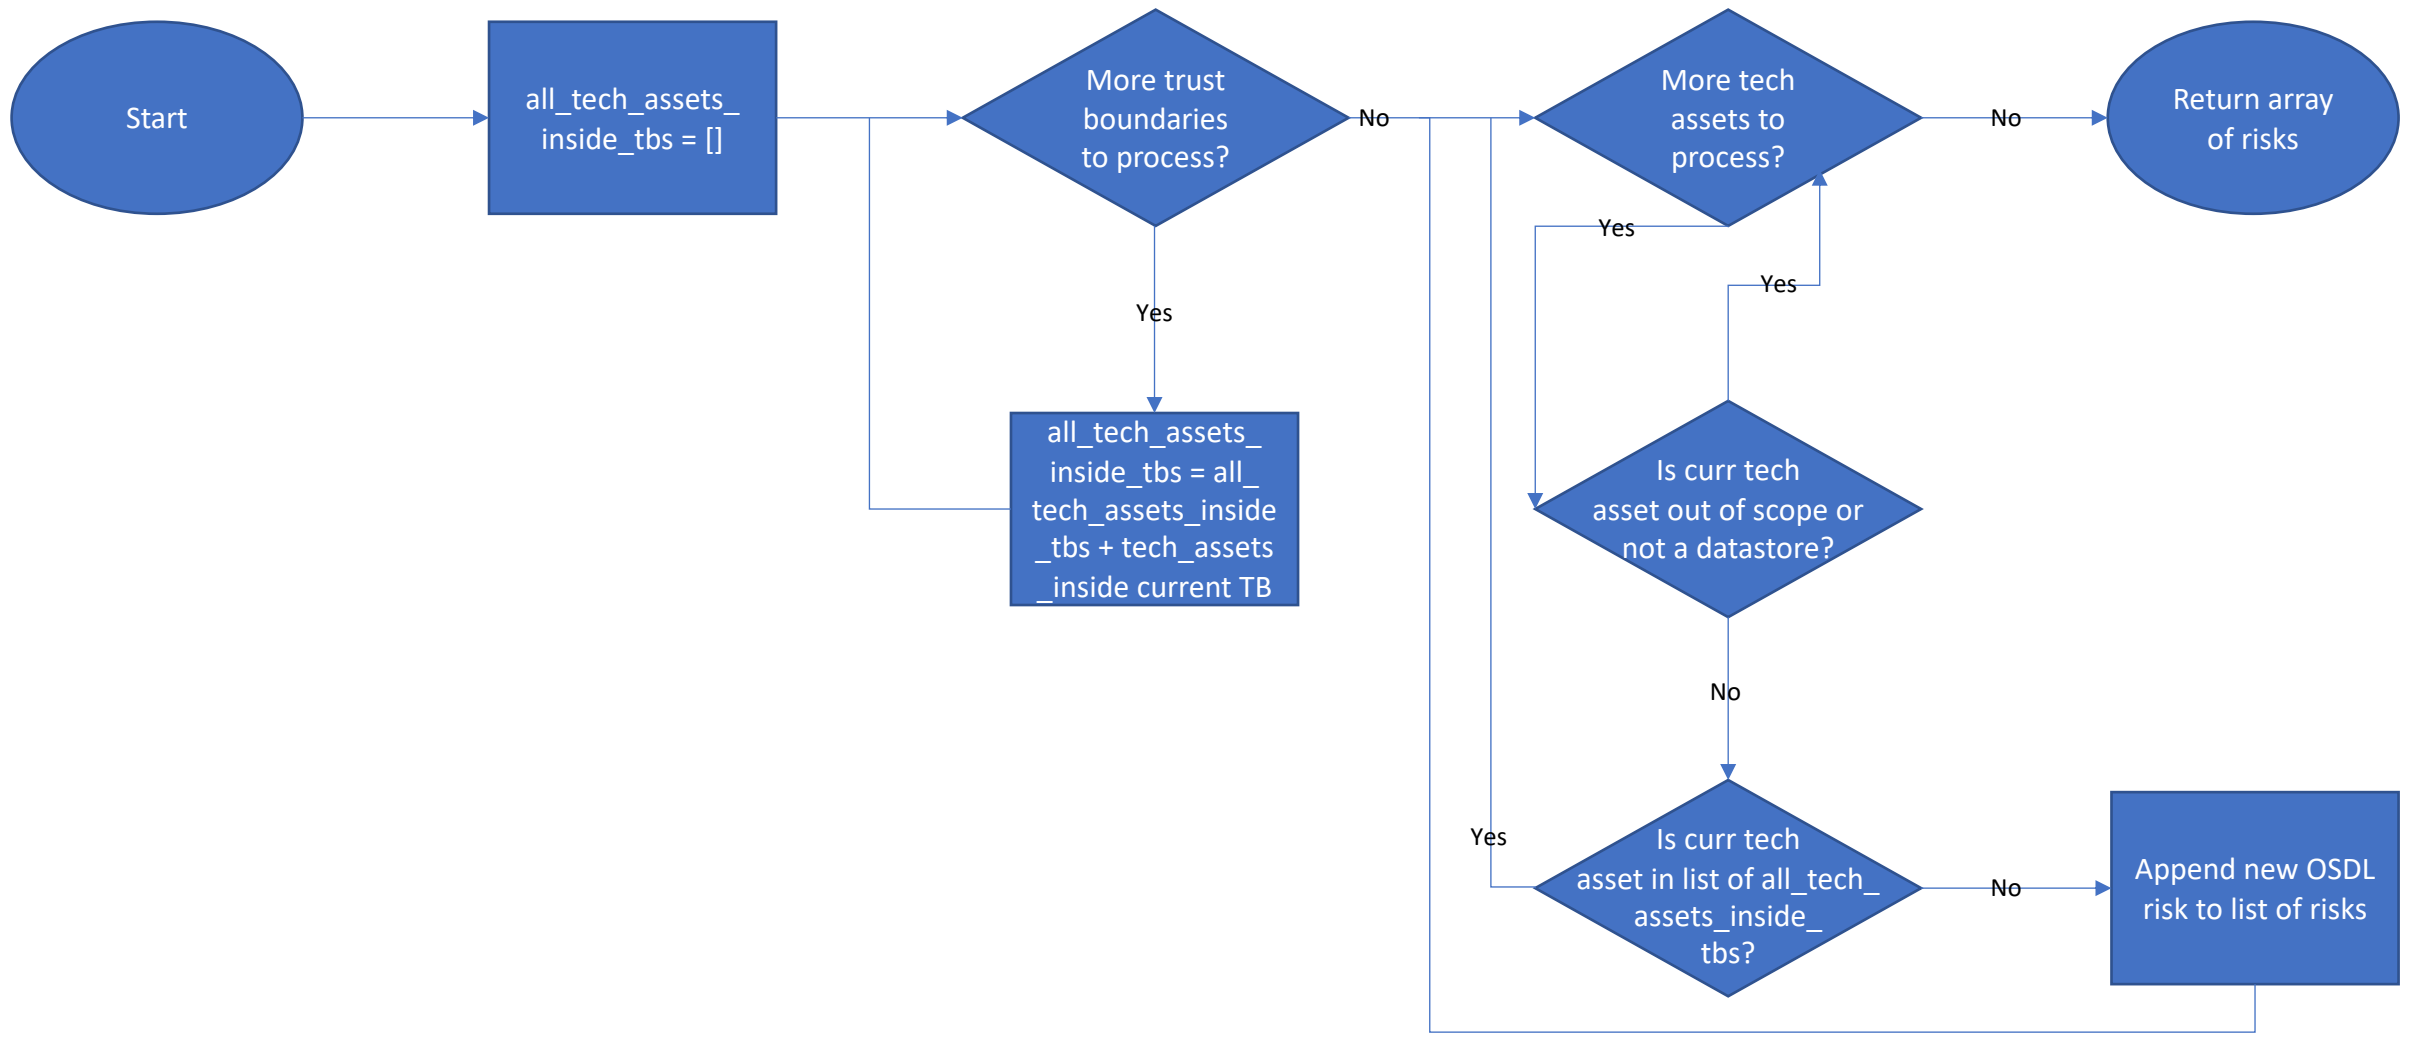 Start
all_tech_assets_
inside_tbs = []
More trust
boundaries
to process?
No
More tech
assets to
process?
No
Return array
of risks
Yes
Yes
Yes
all_tech_assets_
inside_tbs = all_
tech_assets_inside
_tbs + tech_assets
_inside current TB
Is curr tech
asset out of scope or
not a datastore?
No
Yes
Is curr tech
asset in list of all_tech_
assets_inside_
tbs?
No
Append new OSDL
risk to list of risks